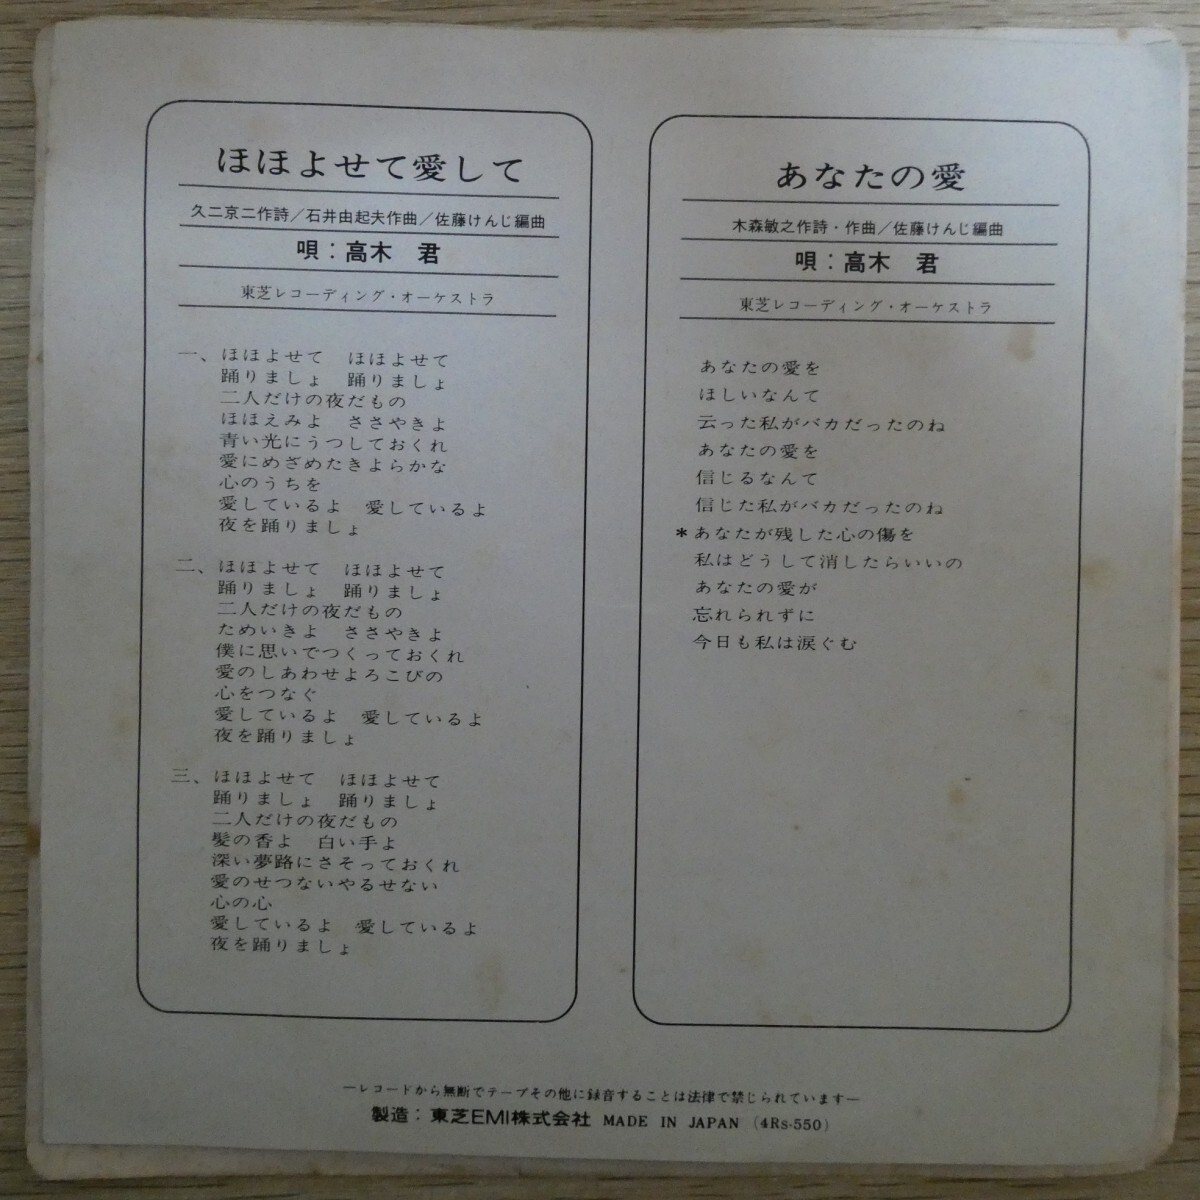 ほほよせて愛して
久二京二作詩／石井由起夫作曲／佐藤けんじ編曲
唄：高木　君
東芝レコーディング・オーケストラ
一、ほほよせて　ほほよせて
踊りましょ　踊りましょ
二人だけの夜だもの
ほほえみよ　ささやきよ
青い光にうつしておくれ
愛にめざめたきよらかな
心のうちを
愛しているよ　愛しているよ
夜を踊りましょ
二、ほほよせて　ほほよせて
踊りましょ　踊りましょ
二人だけの夜だもの
ためいきよ　ささやきよ
僕に思いでつくっておくれ
愛のしあわせよろこびの
心をつなぐ
愛しているよ　愛しているよ
夜を踊りましょ
三、ほほよせて　ほほよせて
踊りましょ　踊りましょ
二人だけの夜だもの
髪の香よ　白い手よ
深い夢路にさそっておくれ
愛のせつないやるせない
心の心
愛しているよ　愛しているよ
夜を踊りましょ
あなたの愛
木森敏之作詩・作曲／佐藤けんじ編曲
唄：高木　君
東芝レコーディング・オーケストラ
あなたの愛を
ほしいなんて
云った私がバカだったのね
あなたの愛を
信じるなんて
信じた私がバカだったのね
＊あなたが残した心の傷を
私はどうして消したらいいの
あなたの愛が
忘れられずに
今日も私は涙ぐむ
―レコードから無断でテープその他に録音することは法律で禁じられています―
製造：東芝EMI株式会社 MADE IN JAPAN (4Rs-550)